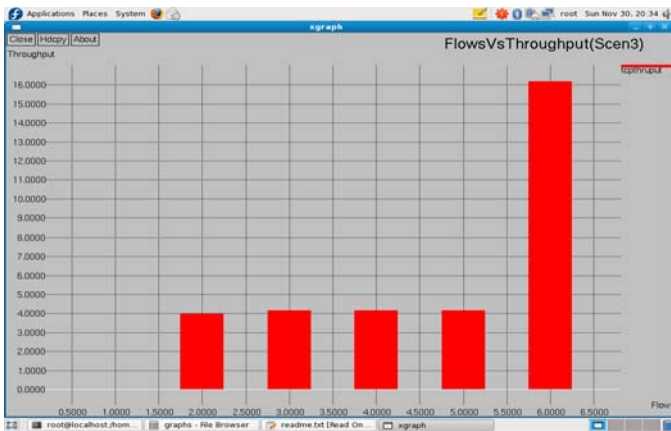 Applications Places System root Sun Nov 30, 20:34
xgraph
Close Hdcpy About
FlowsVsThroughput(Scen3)
Throughput
tcpthruput
16.0000
15.0000
14.0000
13.0000
12.0000
11.0000
10.0000
9.0000
8.0000
7.0000
6.0000
5.0000
4.0000
3.0000
2.0000
1.0000
0.0000
Flow
0.5000 1.0000 1.5000 2.0000 2.5000 3.0000 3.5000 4.0000 4.5000 5.0000 5.5000 6.0000 6.5000
root@localhost:/hom... graphs - File Browser readme.txt [Read On... xgraph